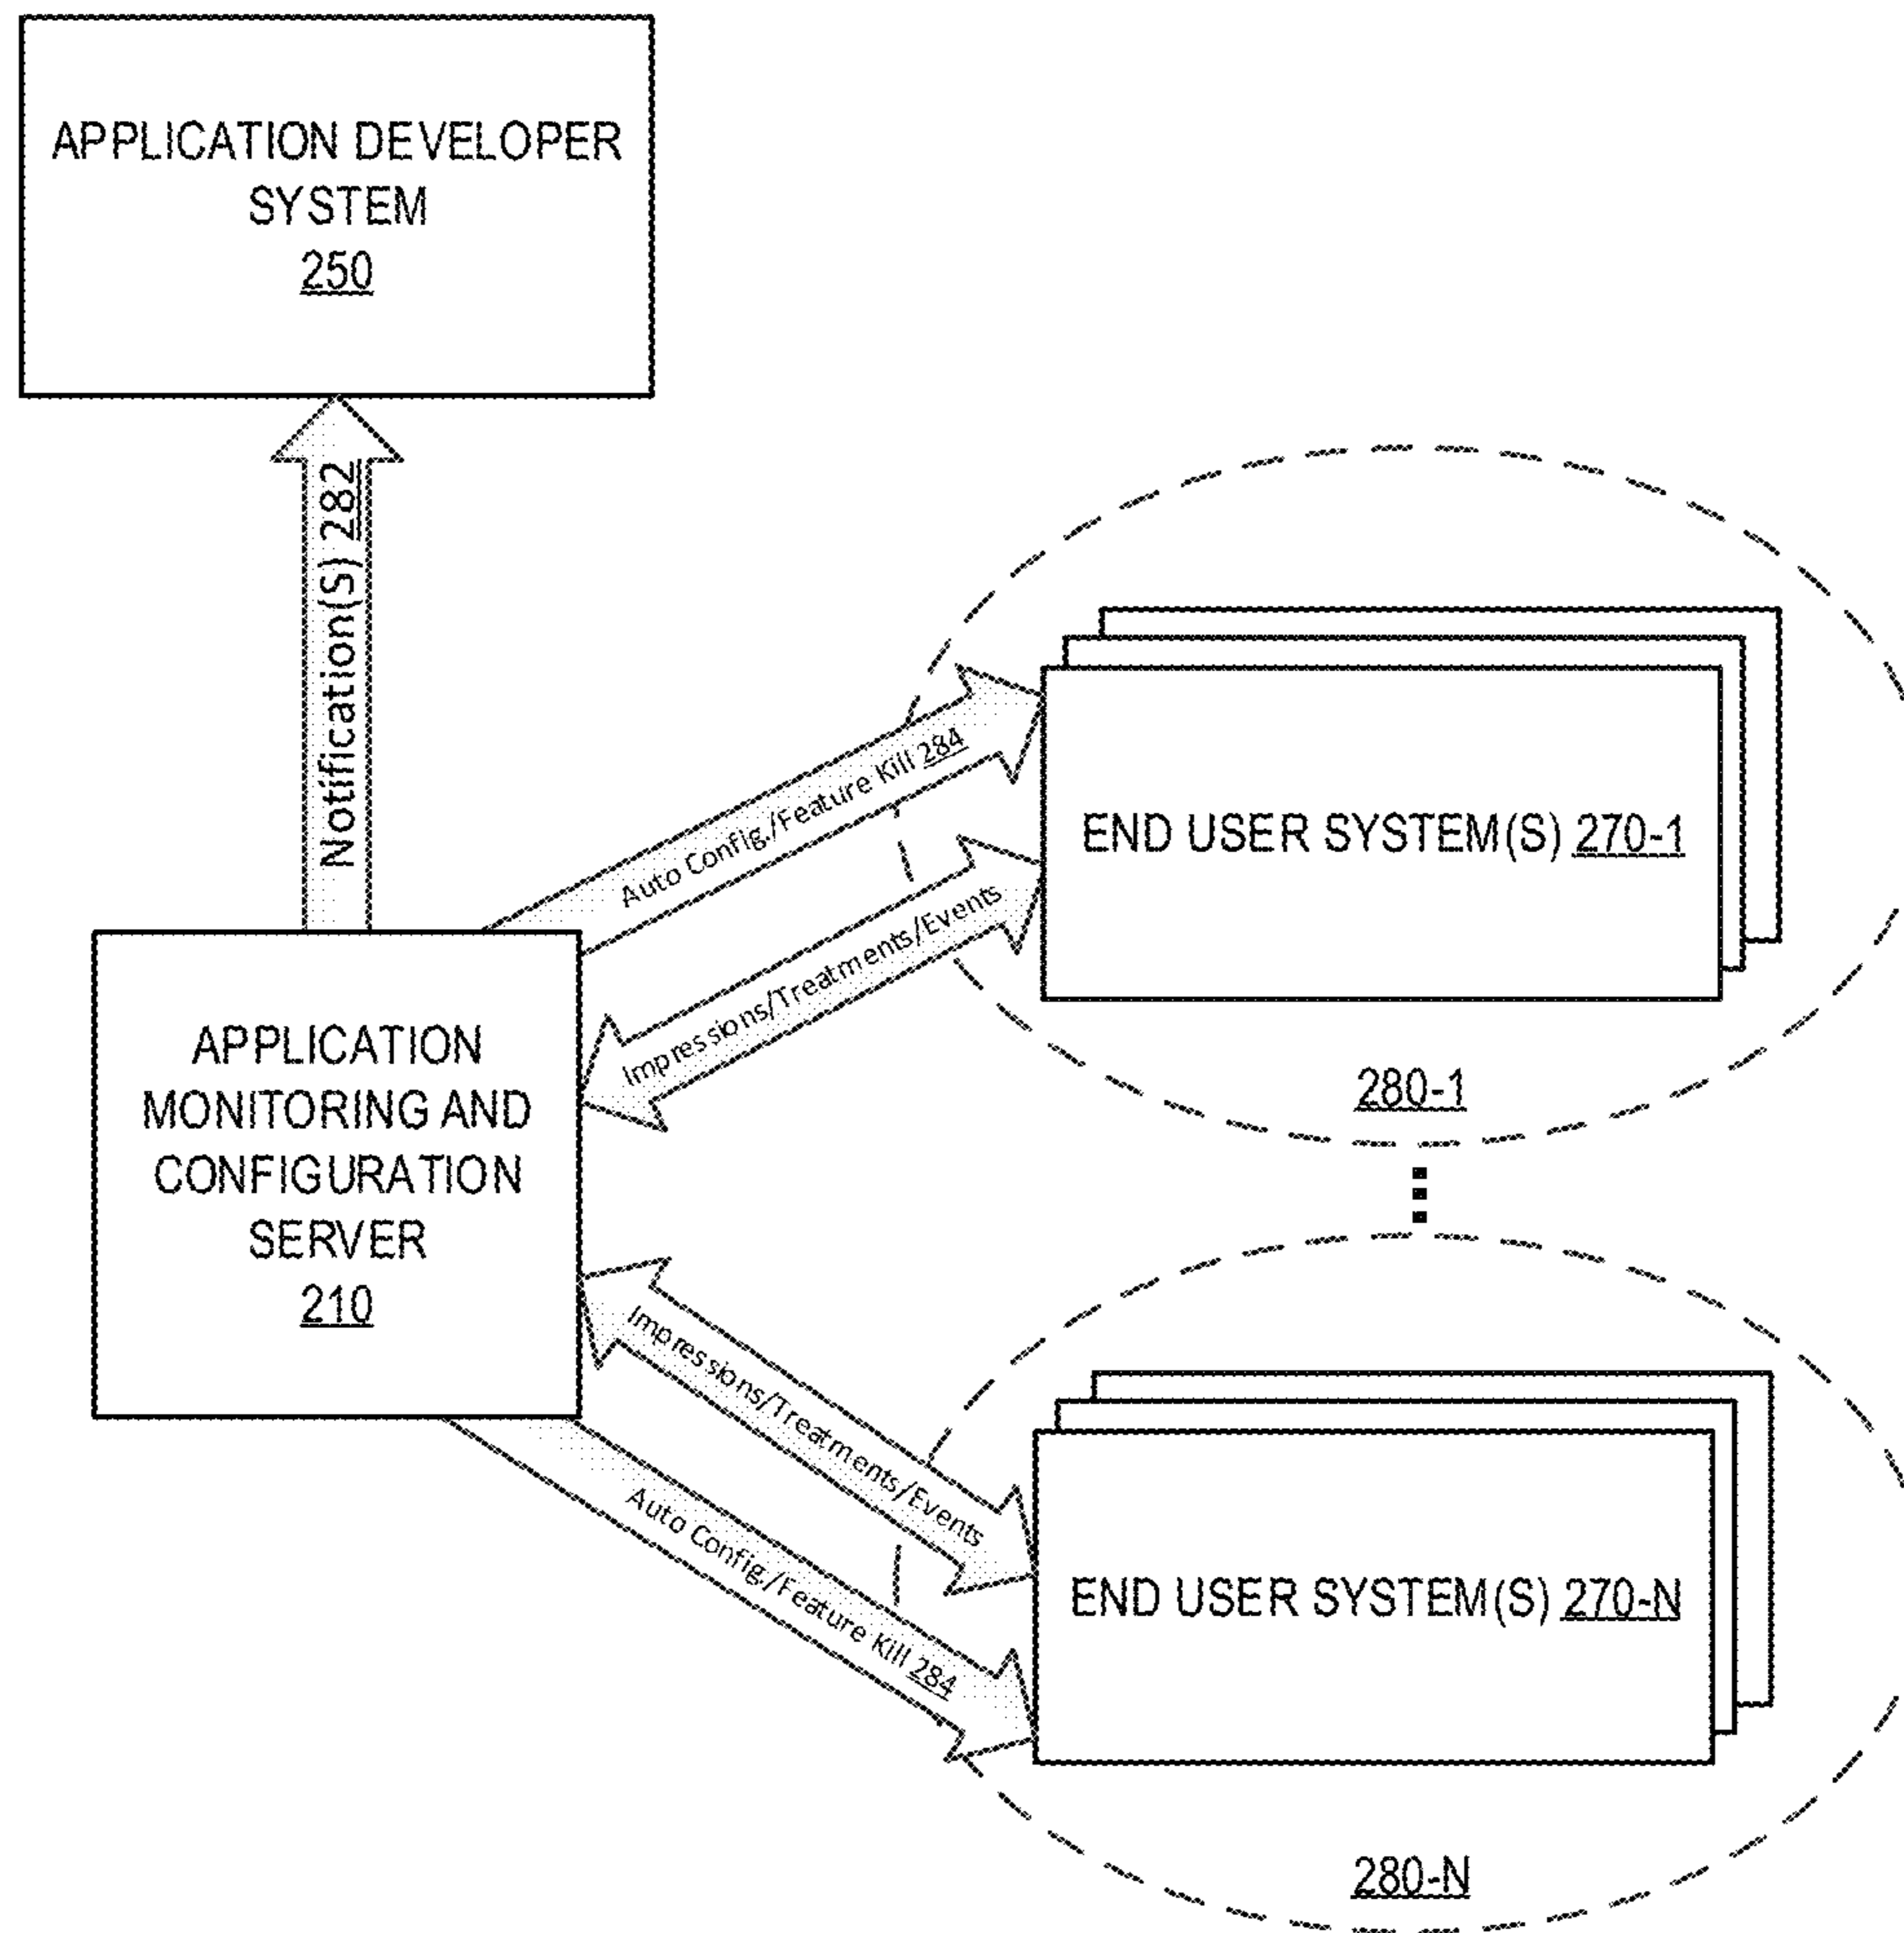 APPLICATION DEVELOPER
SYSTEM
250
Notification(S) 282
Auto Config./Feature Kill 284
END USER SYSTEM(S) 270-1
Impressions/Treatments/Events
280-1
APPLICATION
MONITORING AND
CONFIGURATION
SERVER
210
Impressions/Treatments/Events
Auto Config./Feature Kill 284
END USER SYSTEM(S) 270-N
280-N